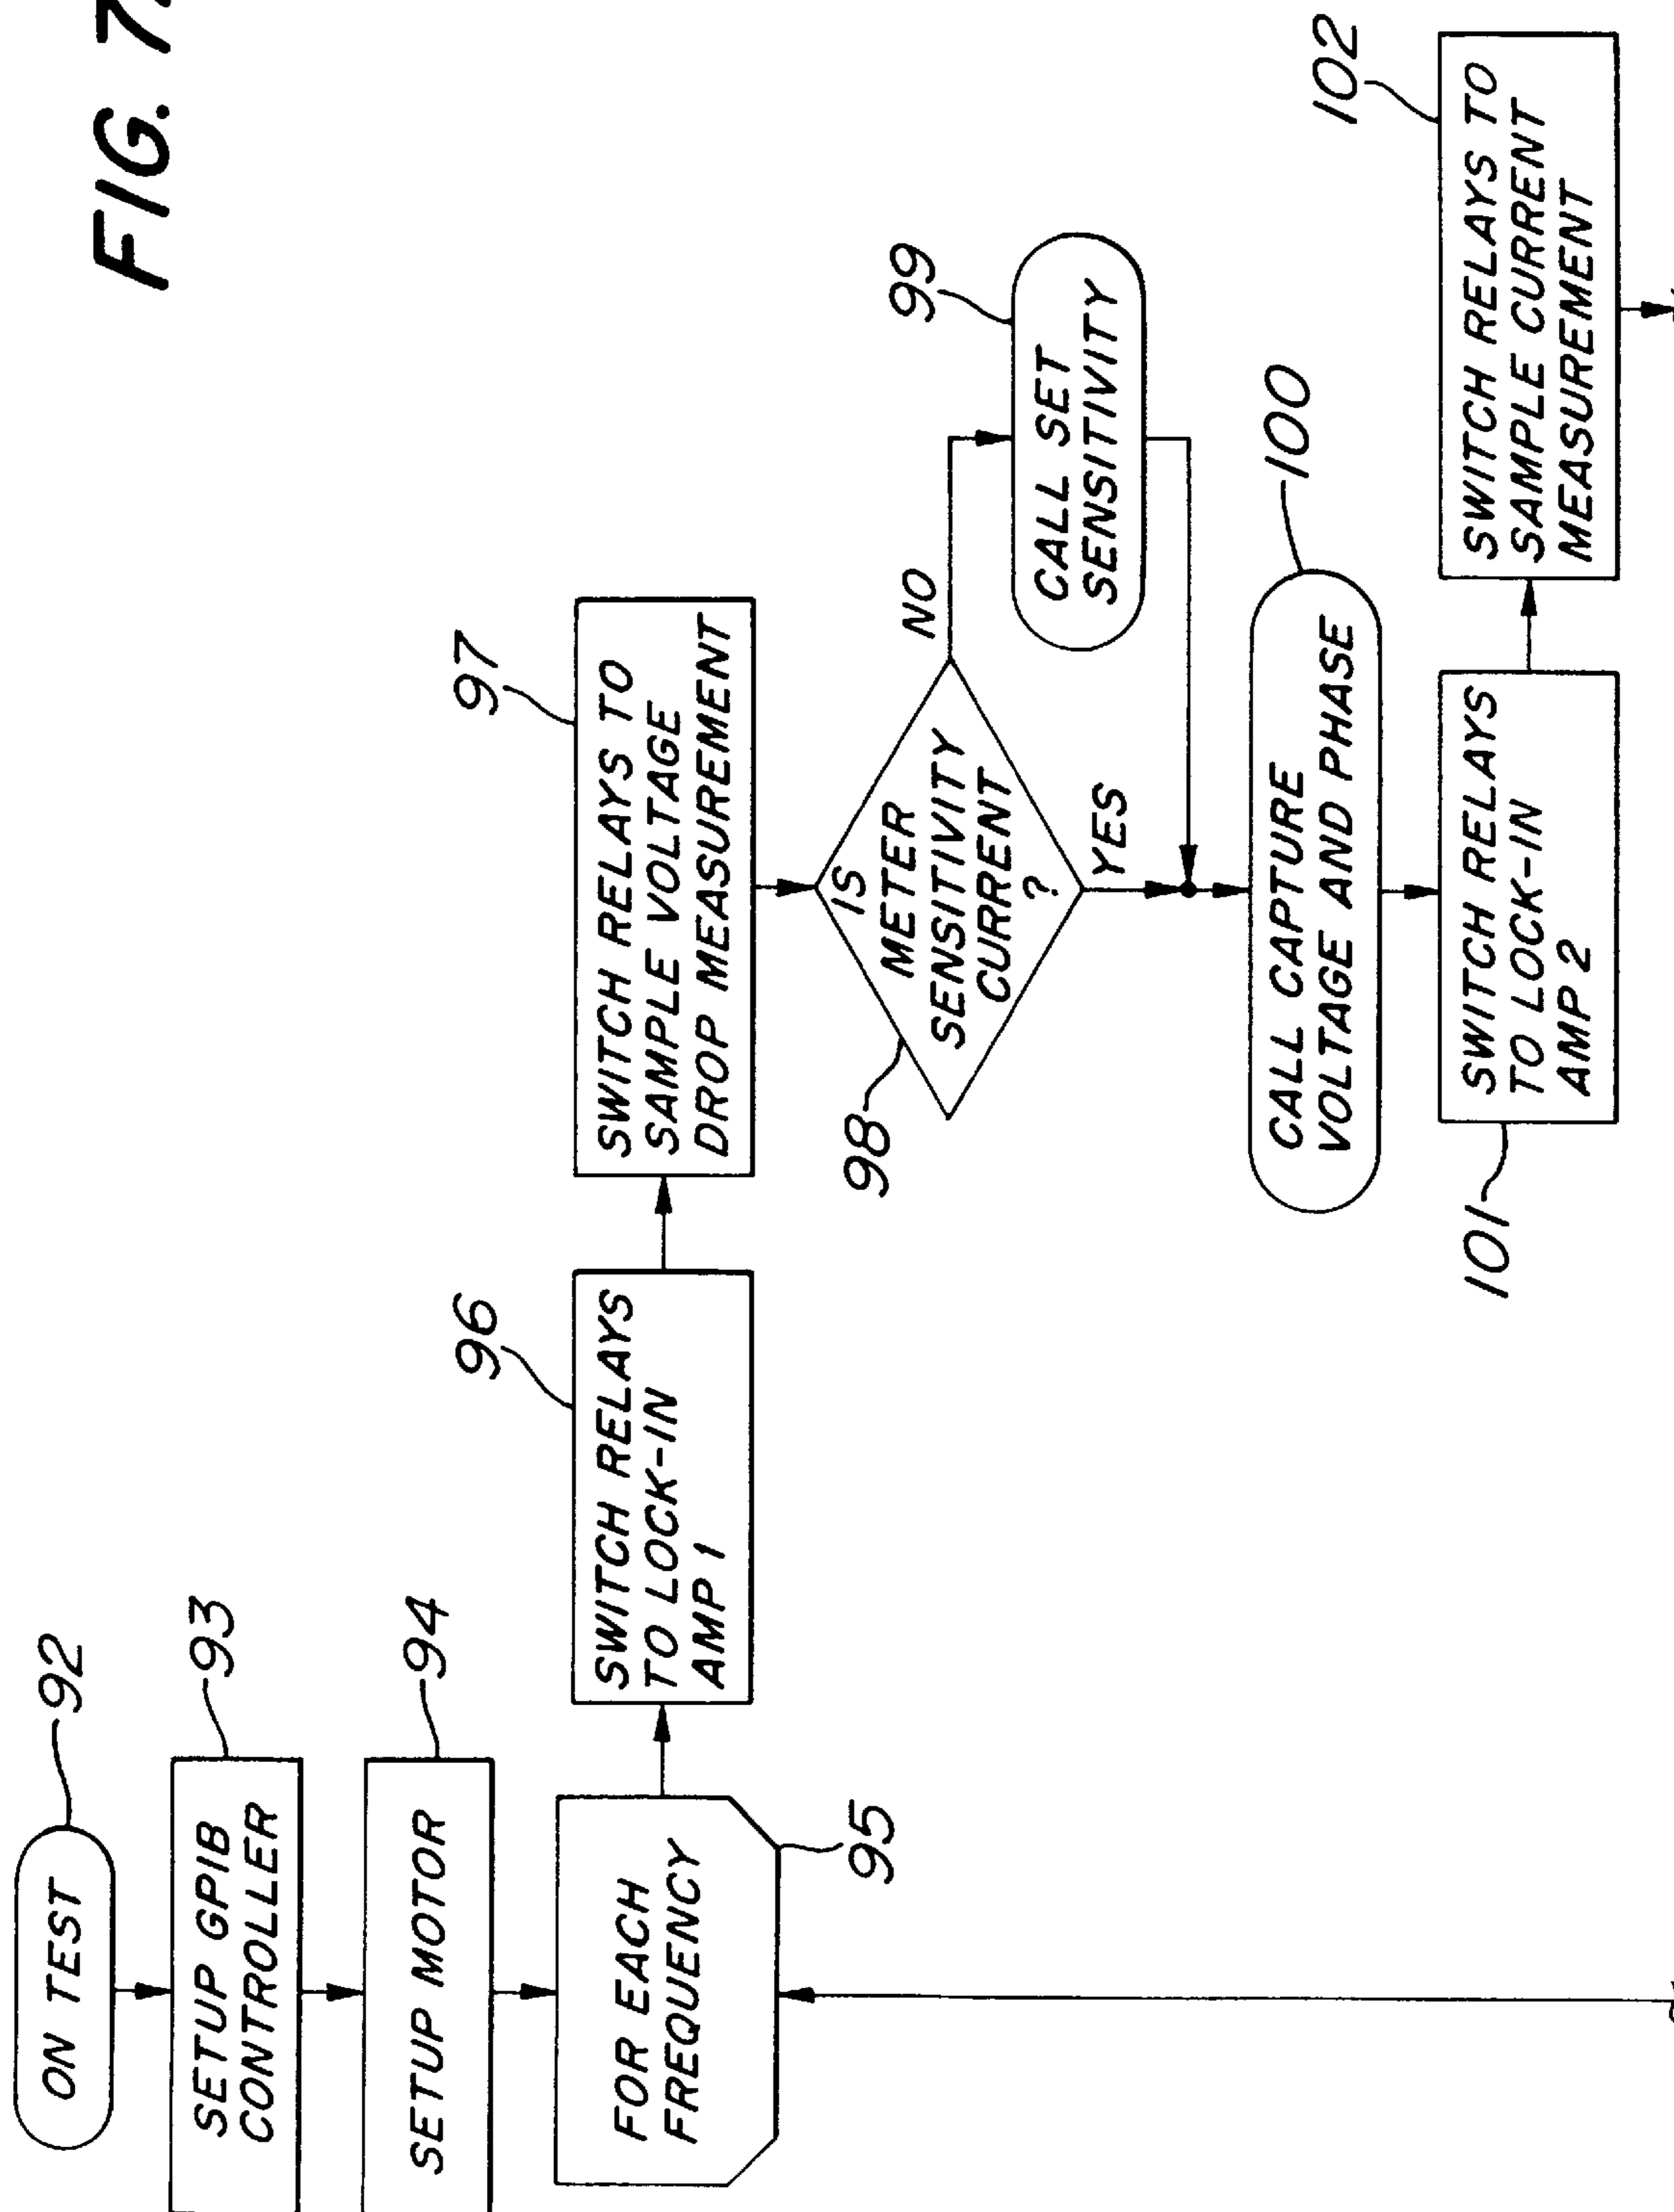 FIG. 7
92
ON TEST
93
SETUP GPIB
CONTROLLER
94
SETUP MOTOR
95
FOR EACH
FREQUENCY
96
SWITCH RELAYS
TO LOCK-IN
AMP 1
97
SWITCH RELAYS TO
SAMPLE VOLTAGE
DROP MEASUREMENT
98
IS
METER
SENSITIVITY
CURRENT
?
NO
YES
99
CALL SET
SENSITIVITY
100
CALL CAPTURE
VOLTAGE AND PHASE
101
SWITCH RELAYS
TO LOCK-IN
AMP 2
102
SWITCH RELAYS TO
SAMPLE CURRENT
MEASUREMENT